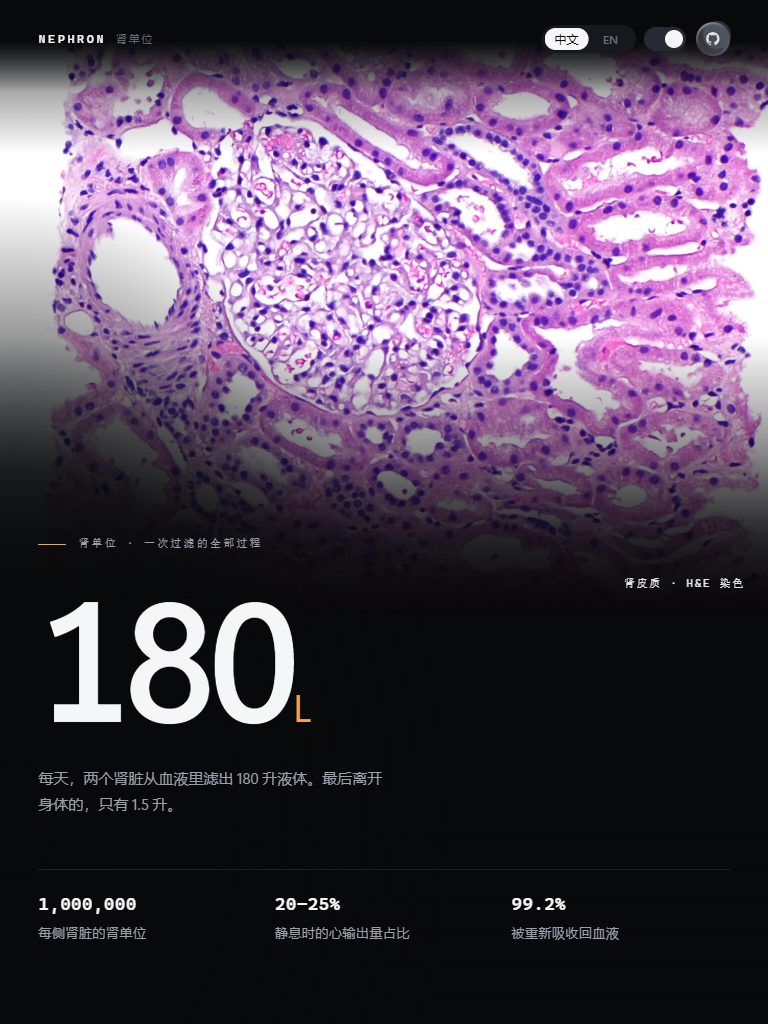 NEPHRON 肾单位
中文 EN
肾单位 · 一次过滤的全部过程
肾皮质 · H&E 染色
180L
每天，两个肾脏从血液里滤出 180 升液体。最后离开
身体的，只有 1.5 升。
1,000,000
每侧肾脏的肾单位
20–25%
静息时的心输出量占比
99.2%
被重新吸收回血液